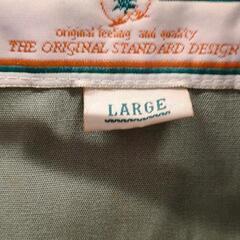 original feeling and quality
THE ORIGINAL STANDARD DESIGN
LARGE